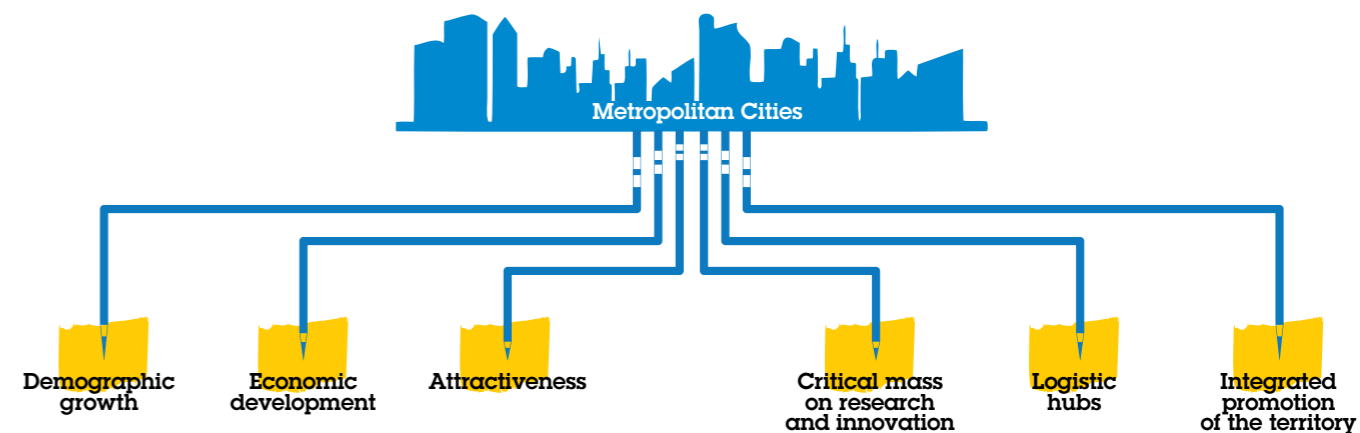 Metropolitan Cities
Demographic
growth
Economic
development
Attractiveness
Critical mass
on research
and innovation
Logistic
hubs
Integrated
promotion
of the territory